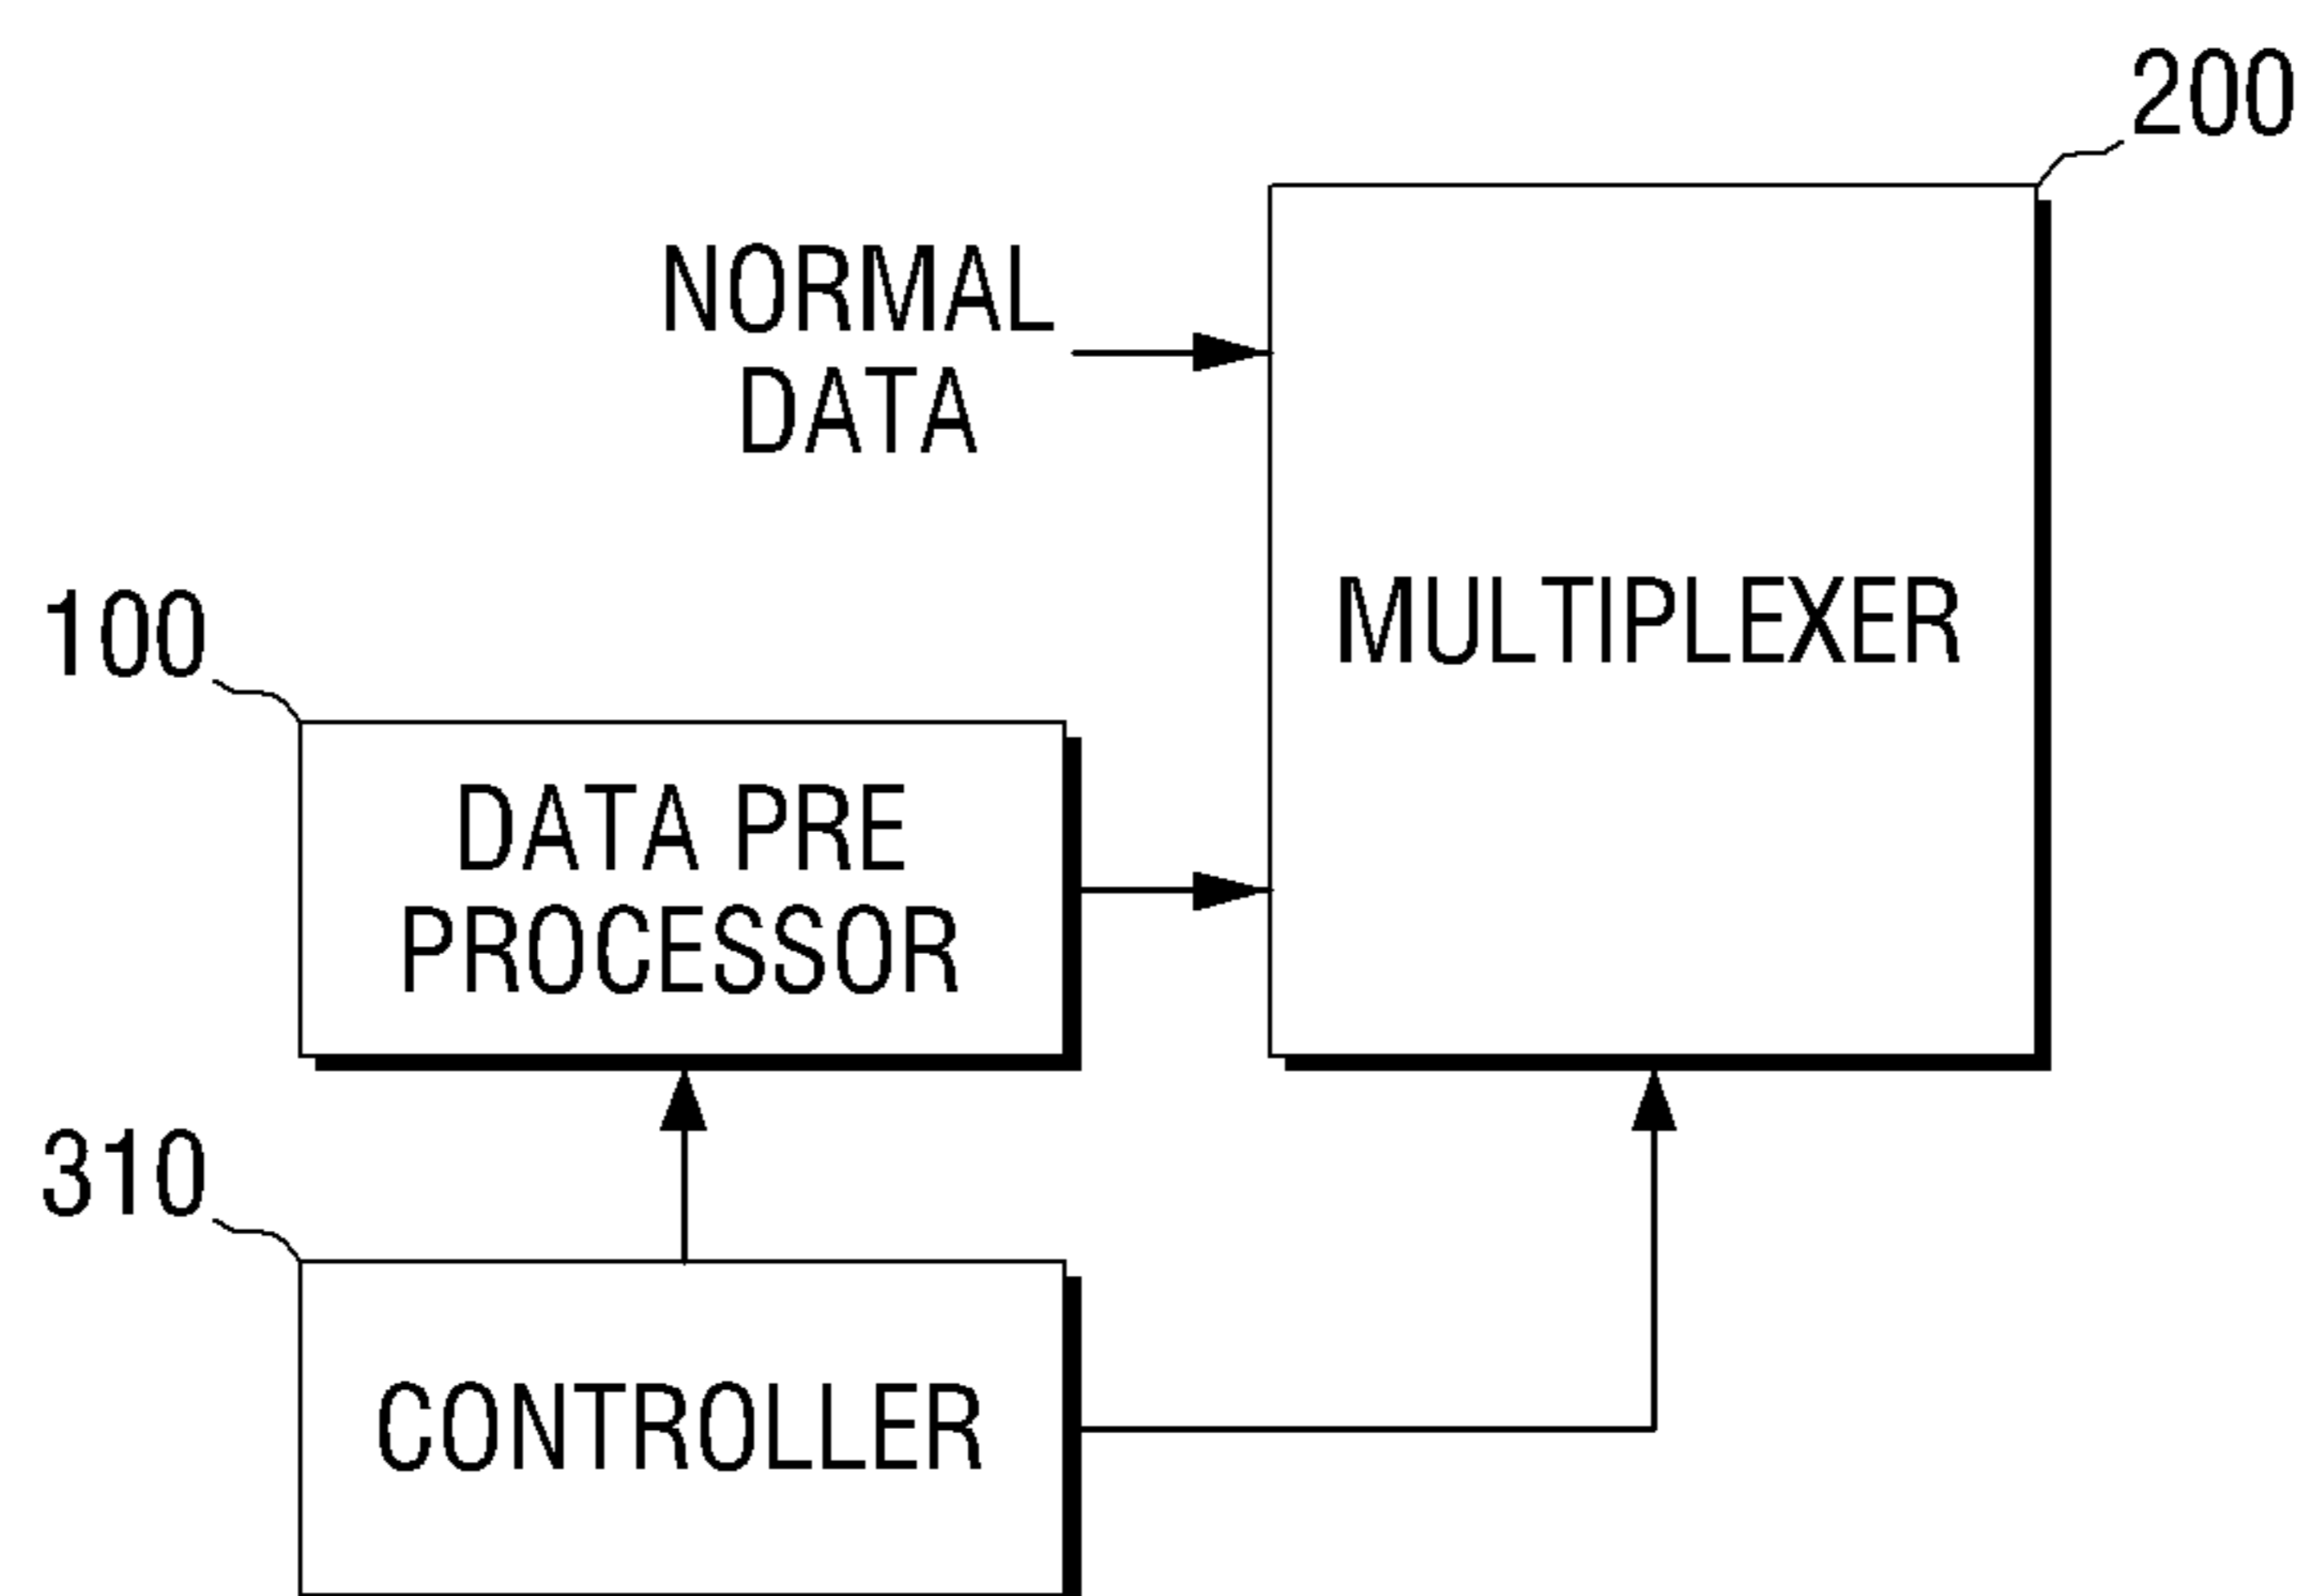 200
NORMAL
DATA
MULTIPLEXER
100
DATA PRE
PROCESSOR
310
CONTROLLER